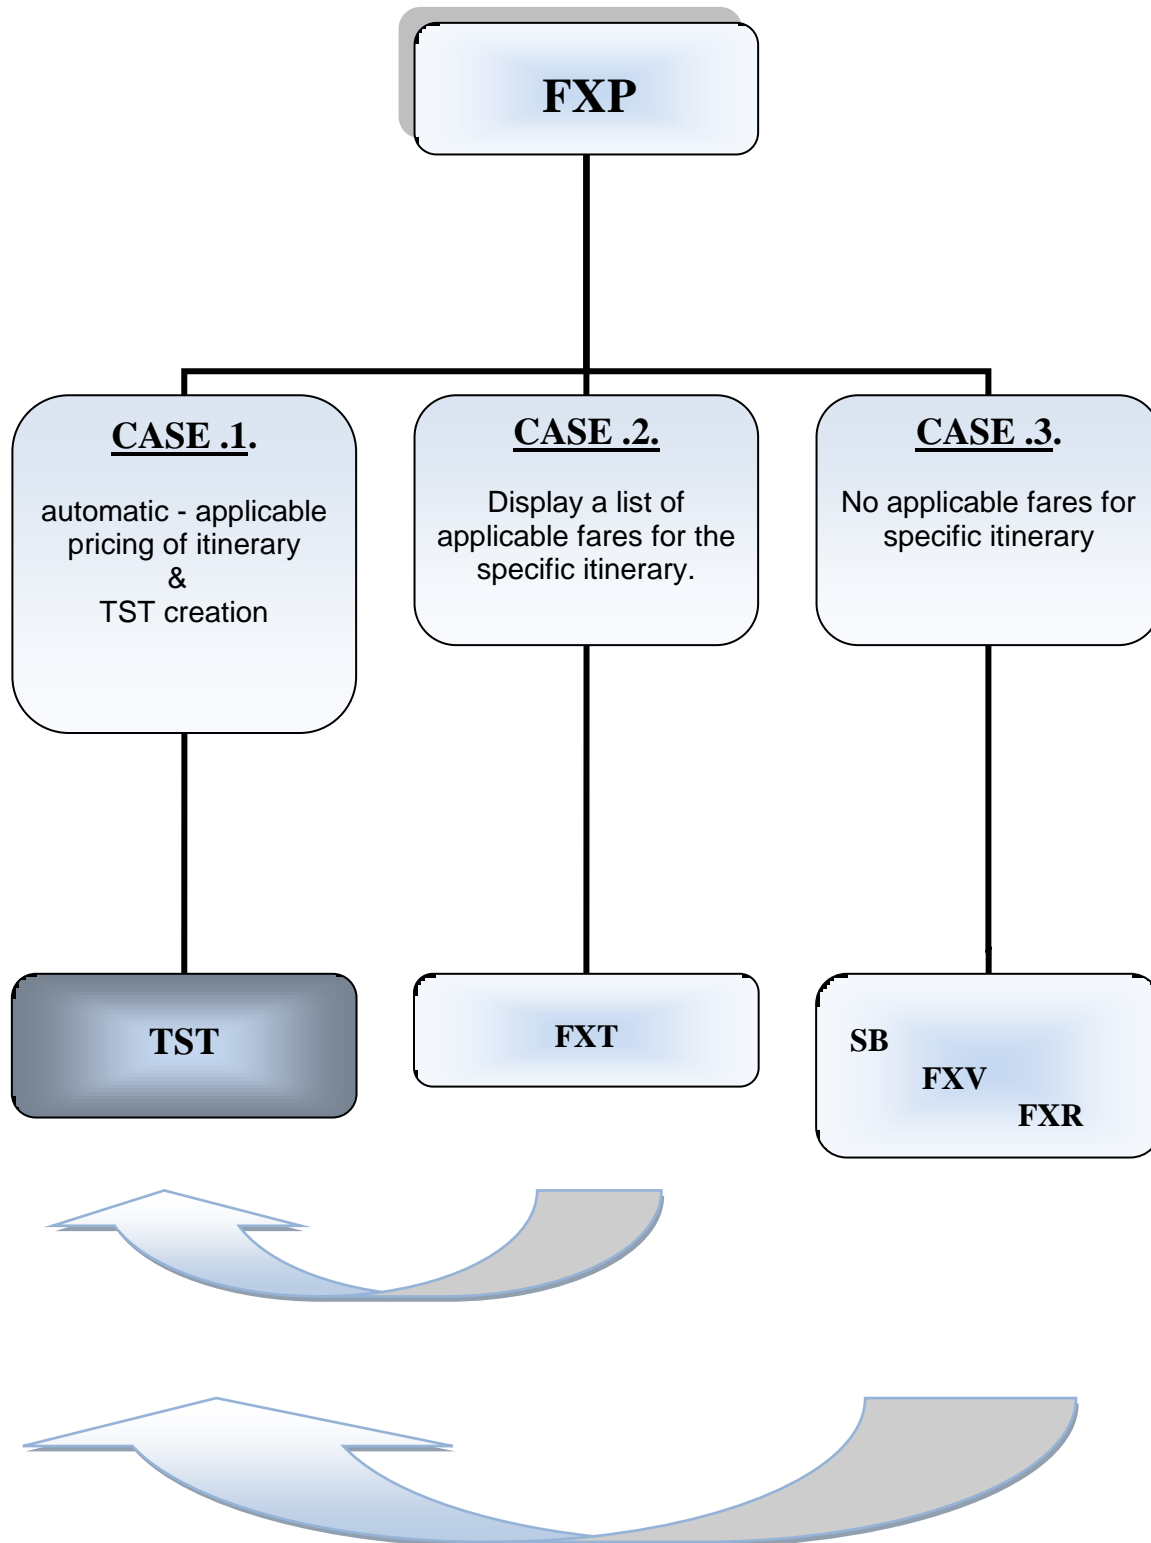 FXP
CASE .1.
automatic - applicable
pricing of itinerary
&
TST creation
CASE .2.
Display a list of
applicable fares for the
specific itinerary.
CASE .3.
No applicable fares for
specific itinerary
TST
FXT
SB
FXV
FXR